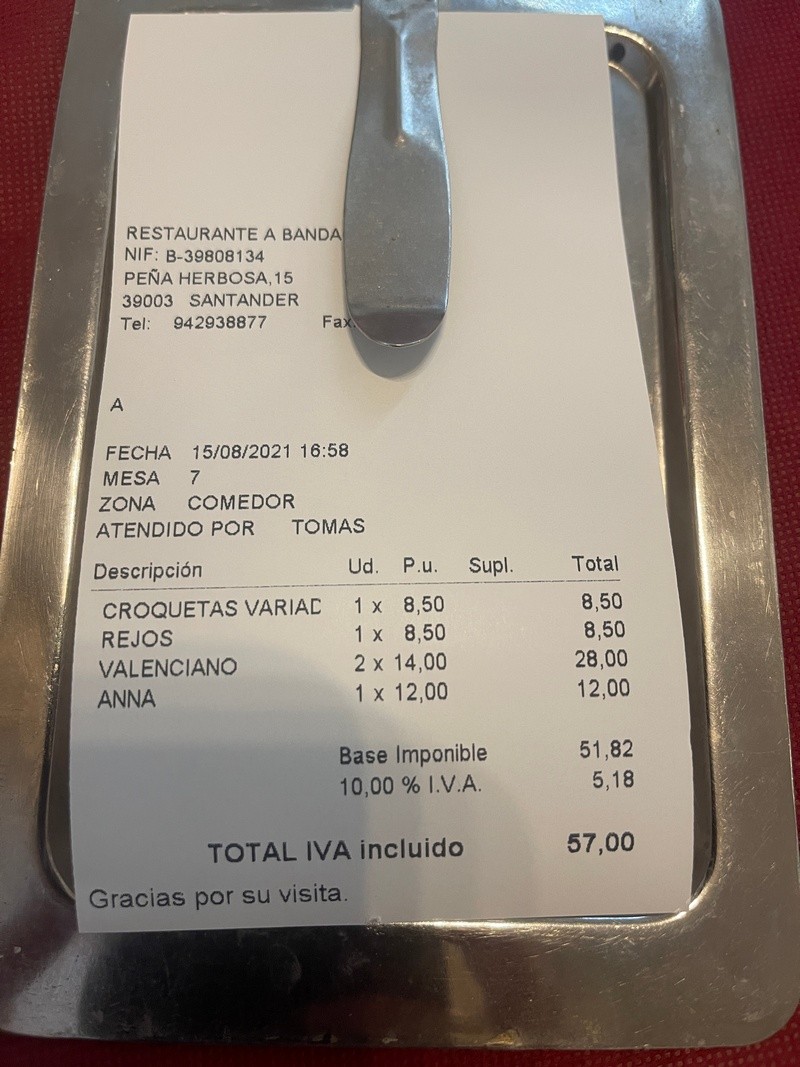 RESTAURANTE A BANDA
NIF: B-39808134
PEÑA HERBOSA,15
39003 SANTANDER
Tel: 942938877 Fax.
A
FECHA 15/08/2021 16:58
MESA 7
ZONA COMEDOR
ATENDIDO POR TOMAS
Descripción Ud. P.u. Supl. Total
CROQUETAS VARIAD 1 x 8,50 8,50
REJOS 1 x 8,50 8,50
VALENCIANO 2 x 14,00 28,00
ANNA 1 x 12,00 12,00
Base Imponible 51,82
10,00 % I.V.A. 5,18
TOTAL IVA incluido 57,00
Gracias por su visita.